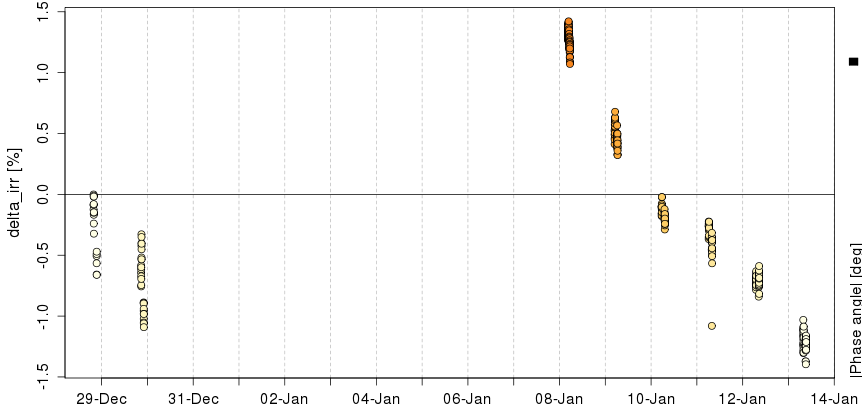 1.5
1.0
0.5
0.0
-0.5
-1.0
-1.5
delta_irr [%]
29-Dec 31-Dec 02-Jan 04-Jan 06-Jan 08-Jan 10-Jan 12-Jan 14-Jan
|Phase angle| [deg]